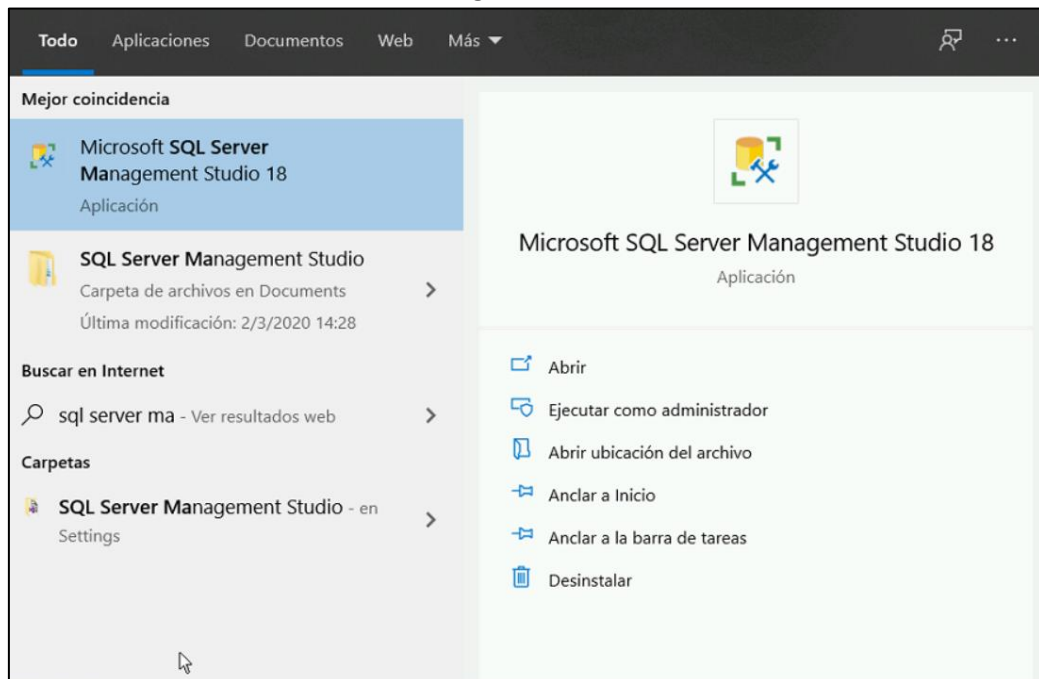 Todo Aplicaciones Documentos Web Más
Mejor coincidencia
Microsoft SQL Server
Management Studio 18
Aplicación
SQL Server Management Studio
Carpeta de archivos en Documents
Última modificación: 2/3/2020 14:28
Buscar en Internet
sql server ma - Ver resultados web
Carpetas
SQL Server Management Studio - en
Settings
Microsoft SQL Server Management Studio 18
Aplicación
Abrir
Ejecutar como administrador
Abrir ubicación del archivo
Anclar a Inicio
Anclar a la barra de tareas
Desinstalar